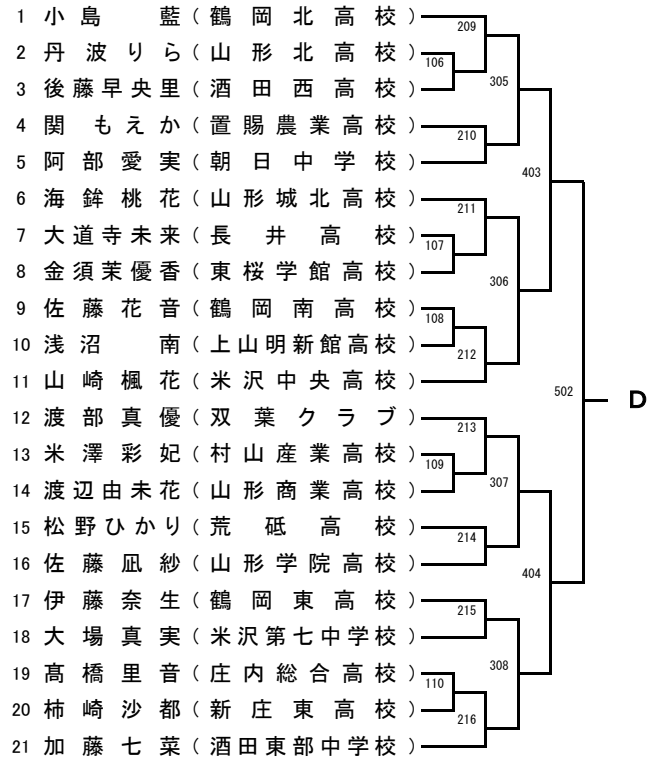 1 小島 藍 (鶴岡北高校)
2 丹波りら (山形北高校)
3 後藤早央里 (酒田西高校)
4 関 もえか (置賜農業高校)
5 阿部愛実 (朝日中学校)
6 海鉾桃花 (山形城北高校)
7 大道寺未来 (長井高校)
8 金須茉優香 (東桜学館高校)
9 佐藤花音 (鶴岡南高校)
10 浅沼 南 (上山明新館高校)
11 山崎楓花 (米沢中央高校)
12 渡部真優 (双葉クラブ)
13 米澤彩妃 (村山産業高校)
14 渡辺由未花 (山形商業高校)
15 松野ひかり (荒砥高校)
16 佐藤凪紗 (山形学院高校)
17 伊藤奈生 (鶴岡東高校)
18 大場真実 (米沢第七中学校)
19 髙橋里音 (庄内総合高校)
20 柿崎沙都 (新庄東高校)
21 加藤七菜 (酒田東部中学校)
106
107
108
109
110
209
210
211
212
213
214
215
216
305
306
307
308
403
404
502
D